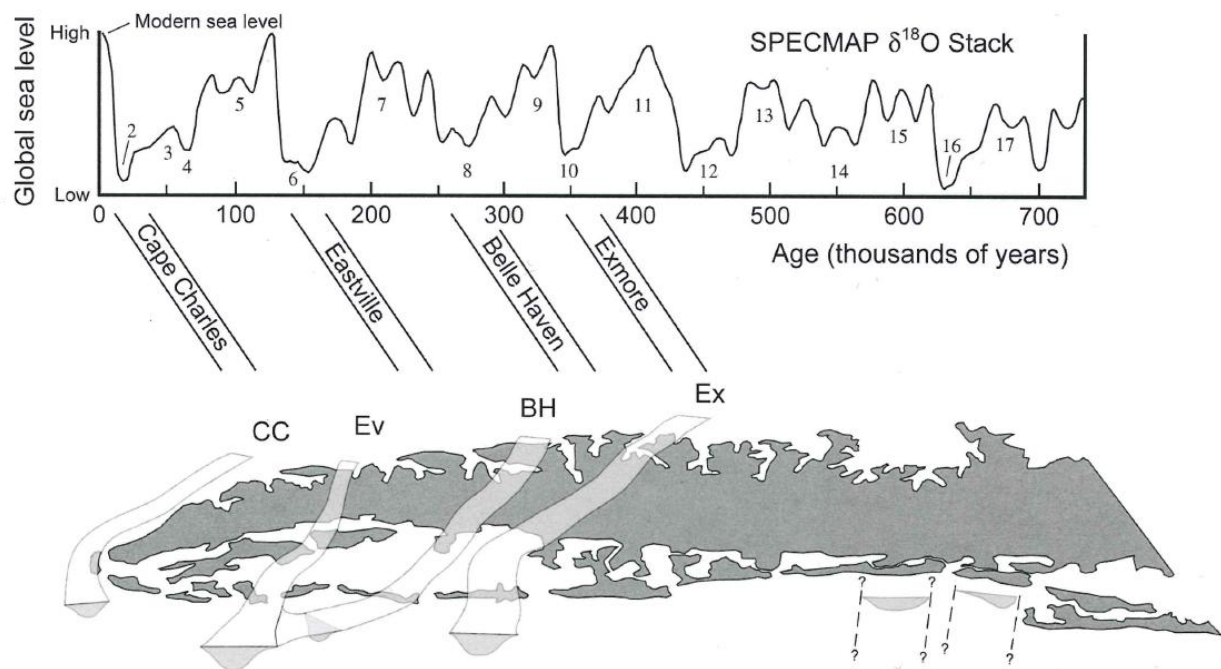 Global sea level
High
Low
Modern sea level
SPECMAP δ¹⁸O Stack
2
3
4
5
6
7
8
9
10
11
12
13
14
15
16
17
0
100
200
300
400
500
600
700
Age (thousands of years)
Cape Charles
Eastville
Belle Haven
Exmore
CC
Ev
BH
Ex
?
?
?
?
?
?
?
?